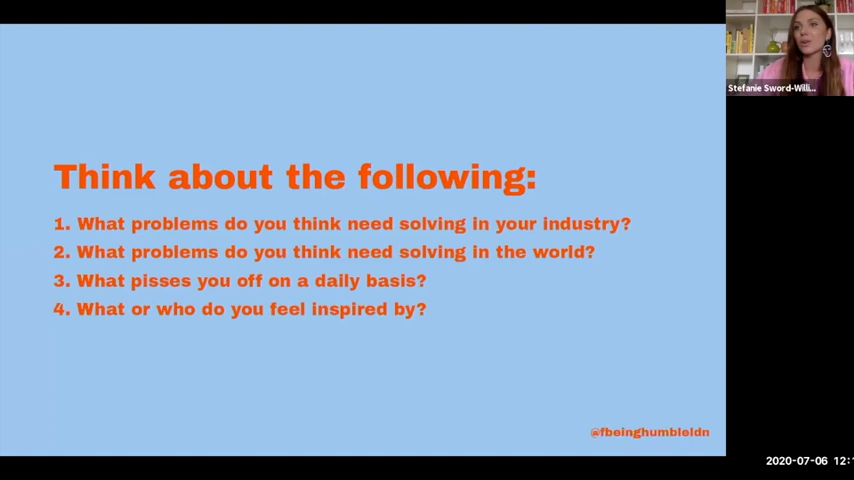 Think about the following:
1. What problems do you think need solving in your industry?
2. What problems do you think need solving in the world?
3. What pisses you off on a daily basis?
4. What or who do you feel inspired by?
@fbeinghumbleldn
Stefanie Sword-Willi...
2020-07-06 12:1